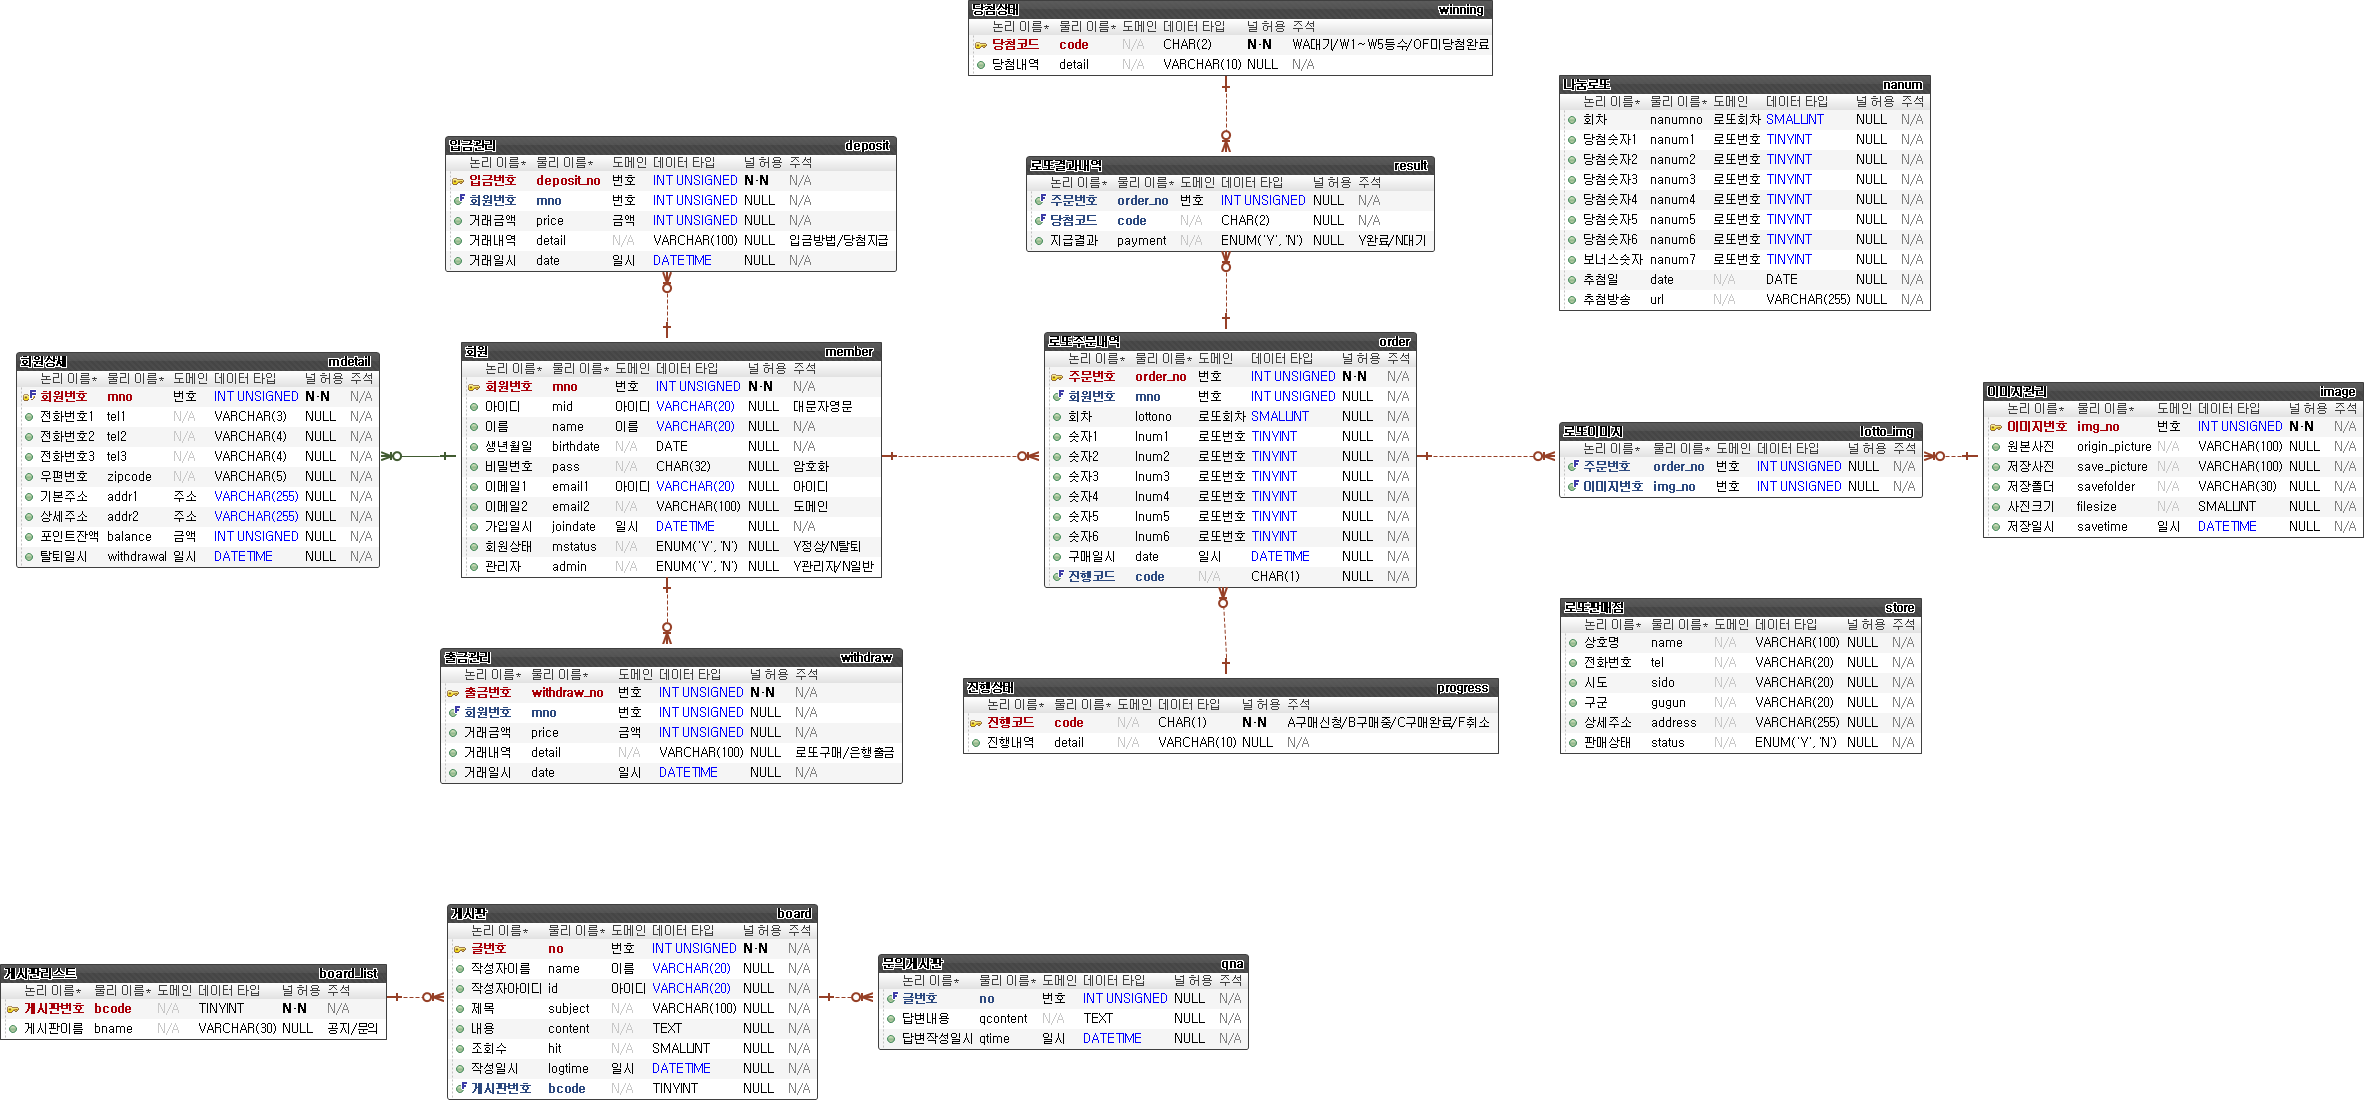 당첨상태 winning
논리 이름* 물리 이름* 도메인 데이터 타입 널 허용 주석
당첨코드 code N/A CHAR(2) N·N WA대기/W1~W5등수/OF미당첨완료
당첨내역 detail N/A VARCHAR(10) NULL N/A
나눔로또 nanum
논리 이름* 물리 이름* 도메인 데이터 타입 널 허용 주석
회차 nanumno 로또회차 SMALLINT NULL N/A
당첨숫자1 nanum1 로또번호 TINYINT NULL N/A
당첨숫자2 nanum2 로또번호 TINYINT NULL N/A
당첨숫자3 nanum3 로또번호 TINYINT NULL N/A
당첨숫자4 nanum4 로또번호 TINYINT NULL N/A
당첨숫자5 nanum5 로또번호 TINYINT NULL N/A
당첨숫자6 nanum6 로또번호 TINYINT NULL N/A
보너스숫자 nanum7 로또번호 TINYINT NULL N/A
추첨일 date N/A DATE NULL N/A
추첨방송 url N/A VARCHAR(255) NULL N/A
입금관리 deposit
논리 이름* 물리 이름* 도메인 데이터 타입 널 허용 주석
입금번호 deposit_no 번호 INT UNSIGNED N·N N/A
회원번호 mno 번호 INT UNSIGNED NULL N/A
거래금액 price 금액 INT UNSIGNED NULL N/A
거래내역 detail N/A VARCHAR(100) NULL 입금방법/당첨지급
거래일시 date 일시 DATETIME NULL N/A
로또결과내역 result
논리 이름* 물리 이름* 도메인 데이터 타입 널 허용 주석
주문번호 order_no 번호 INT UNSIGNED NULL N/A
당첨코드 code N/A CHAR(2) NULL N/A
지급결과 payment N/A ENUM('Y', 'N') NULL Y완료/N대기
회원상세 mdetail
논리 이름* 물리 이름* 도메인 데이터 타입 널 허용 주석
회원번호 mno 번호 INT UNSIGNED N·N N/A
전화번호1 tel1 N/A VARCHAR(3) NULL N/A
전화번호2 tel2 N/A VARCHAR(4) NULL N/A
전화번호3 tel3 N/A VARCHAR(4) NULL N/A
우편번호 zipcode N/A VARCHAR(5) NULL N/A
기본주소 addr1 주소 VARCHAR(255) NULL N/A
상세주소 addr2 주소 VARCHAR(255) NULL N/A
포인트잔액 balance 금액 INT UNSIGNED NULL N/A
탈퇴일시 withdrawal 일시 DATETIME NULL N/A
회원 member
논리 이름* 물리 이름* 도메인 데이터 타입 널 허용 주석
회원번호 mno 번호 INT UNSIGNED N·N N/A
아이디 mid 아이디 VARCHAR(20) NULL 대문자영문
이름 name 이름 VARCHAR(20) NULL N/A
생년월일 birthdate N/A DATE NULL N/A
비밀번호 pass N/A CHAR(32) NULL 암호화
이메일1 email1 아이디 VARCHAR(20) NULL 아이디
이메일2 email2 N/A VARCHAR(100) NULL 도메인
가입일시 joindate 일시 DATETIME NULL N/A
회원상태 mstatus N/A ENUM('Y', 'N') NULL Y정상/N탈퇴
관리자 admin N/A ENUM('Y', 'N') NULL Y관리자/N일반
로또주문내역 order
논리 이름* 물리 이름* 도메인 데이터 타입 널 허용 주석
주문번호 order_no 번호 INT UNSIGNED N·N N/A
회원번호 mno 번호 INT UNSIGNED NULL N/A
회차 lottono 로또회차 SMALLINT NULL N/A
숫자1 lnum1 로또번호 TINYINT NULL N/A
숫자2 lnum2 로또번호 TINYINT NULL N/A
숫자3 lnum3 로또번호 TINYINT NULL N/A
숫자4 lnum4 로또번호 TINYINT NULL N/A
숫자5 lnum5 로또번호 TINYINT NULL N/A
숫자6 lnum6 로또번호 TINYINT NULL N/A
구매일시 date 일시 DATETIME NULL N/A
진행코드 code N/A CHAR(1) NULL N/A
로또이미지 lotto_img
논리 이름* 물리 이름* 도메인 데이터 타입 널 허용 주석
주문번호 order_no 번호 INT UNSIGNED NULL N/A
이미지번호 img_no 번호 INT UNSIGNED NULL N/A
이미지관리 image
논리 이름* 물리 이름* 도메인 데이터 타입 널 허용 주석
이미지번호 img_no 번호 INT UNSIGNED N·N N/A
원본사진 origin_picture N/A VARCHAR(100) NULL N/A
저장사진 save_picture N/A VARCHAR(100) NULL N/A
저장폴더 savefolder N/A VARCHAR(30) NULL N/A
사진크기 filesize N/A SMALLINT NULL N/A
저장일시 savetime 일시 DATETIME NULL N/A
출금관리 withdraw
논리 이름* 물리 이름* 도메인 데이터 타입 널 허용 주석
출금번호 withdraw_no 번호 INT UNSIGNED N·N N/A
회원번호 mno 번호 INT UNSIGNED NULL N/A
거래금액 price 금액 INT UNSIGNED NULL N/A
거래내역 detail N/A VARCHAR(100) NULL 로또구매/은행출금
거래일시 date 일시 DATETIME NULL N/A
진행상태 progress
논리 이름* 물리 이름* 도메인 데이터 타입 널 허용 주석
진행코드 code N/A CHAR(1) N·N A구매신청/B구매중/C구매완료/F취소
진행내역 detail N/A VARCHAR(10) NULL N/A
로또판매점 store
논리 이름* 물리 이름* 도메인 데이터 타입 널 허용 주석
상호명 name N/A VARCHAR(100) NULL N/A
전화번호 tel N/A VARCHAR(20) NULL N/A
시도 sido N/A VARCHAR(20) NULL N/A
구군 gugun N/A VARCHAR(20) NULL N/A
상세주소 address N/A VARCHAR(255) NULL N/A
판매상태 status N/A ENUM('Y', 'N') NULL N/A
게시판리스트 board_list
논리 이름* 물리 이름* 도메인 데이터 타입 널 허용 주석
게시판번호 bcode N/A TINYINT N·N N/A
게시판이름 bname N/A VARCHAR(30) NULL 공지/문의
게시판 board
논리 이름* 물리 이름* 도메인 데이터 타입 널 허용 주석
글번호 no 번호 INT UNSIGNED N·N N/A
작성자이름 name 이름 VARCHAR(20) NULL N/A
작성자아이디 id 아이디 VARCHAR(20) NULL N/A
제목 subject N/A VARCHAR(100) NULL N/A
내용 content N/A TEXT NULL N/A
조회수 hit N/A SMALLINT NULL N/A
작성일시 logtime 일시 DATETIME NULL N/A
게시판번호 bcode N/A TINYINT NULL N/A
문의게시판 qna
논리 이름* 물리 이름* 도메인 데이터 타입 널 허용 주석
글번호 no 번호 INT UNSIGNED NULL N/A
답변내용 qcontent N/A TEXT NULL N/A
답변작성일시 qtime 일시 DATETIME NULL N/A